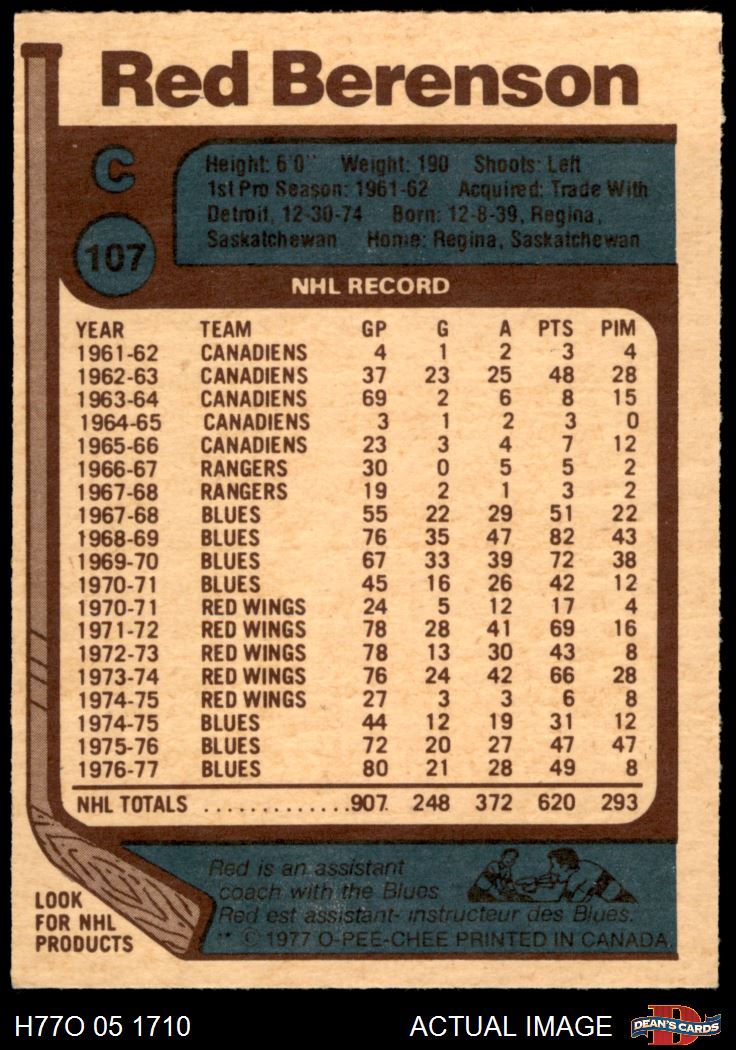 Red Berenson
C
107
Height: 6'0" Weight: 190 Shoots: Left
1st Pro Season: 1961-62 Acquired: Trade With
Detroit, 12-30-74 Born: 12-8-39, Regina,
Saskatchewan Home: Regina, Saskatchewan
NHL RECORD
YEAR TEAM GP G A PTS PIM
1961-62 CANADIENS 4 1 2 3 4
1962-63 CANADIENS 37 23 25 48 28
1963-64 CANADIENS 69 2 6 8 15
1964-65 CANADIENS 3 1 2 3 0
1965-66 CANADIENS 23 3 4 7 12
1966-67 RANGERS 30 0 5 5 2
1967-68 RANGERS 19 2 1 3 2
1967-68 BLUES 55 22 29 51 22
1968-69 BLUES 76 35 47 82 43
1969-70 BLUES 67 33 39 72 38
1970-71 BLUES 45 16 26 42 12
1970-71 RED WINGS 24 5 12 17 4
1971-72 RED WINGS 78 28 41 69 16
1972-73 RED WINGS 78 13 30 43 8
1973-74 RED WINGS 76 24 42 66 28
1974-75 RED WINGS 27 3 3 6 8
1974-75 BLUES 44 12 19 31 12
1975-76 BLUES 72 20 27 47 47
1976-77 BLUES 80 21 28 49 8
NHL TOTALS .............907 248 372 620 293
Red is an assistant
coach with the Blues
Red est assistant- instructeur des Blues.
** © 1977 O-PEE-CHEE PRINTED IN CANADA
LOOK
FOR NHL
PRODUCTS
H77O 05 1710 ACTUAL IMAGE
D
DEAN'S CARDS